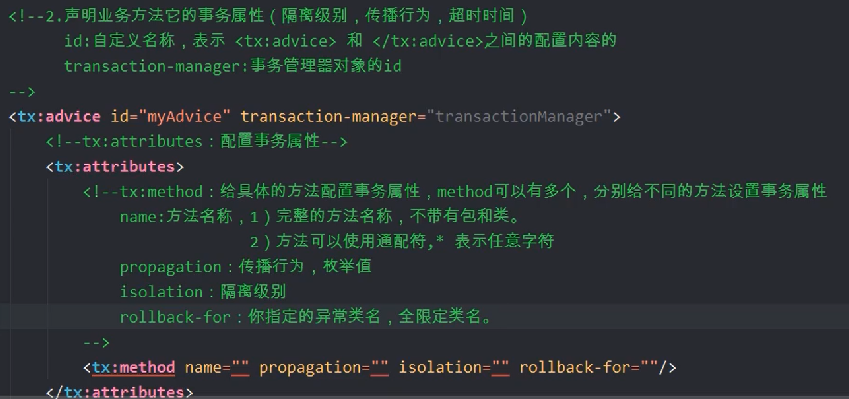 <!--2.声明业务方法它的事务属性（隔离级别，传播行为，超时时间）
id:自定义名称，表示 <tx:advice> 和 </tx:advice>之间的配置内容的
transaction-manager:事务管理器对象的id
-->
<tx:advice id="myAdvice" transaction-manager="transactionManager">
<!--tx:attributes：配置事务属性-->
<tx:attributes>
<!--tx:method：给具体的方法配置事务属性，method可以有多个，分别给不同的方法设置事务属性
name:方法名称，1）完整的方法名称，不带有包和类。
2）方法可以使用通配符,* 表示任意字符
propagation：传播行为，枚举值
isolation：隔离级别
rollback-for：你指定的异常类名，全限定类名。
-->
<tx:method name="" propagation="" isolation="" rollback-for=""/>
</tx:attributes>